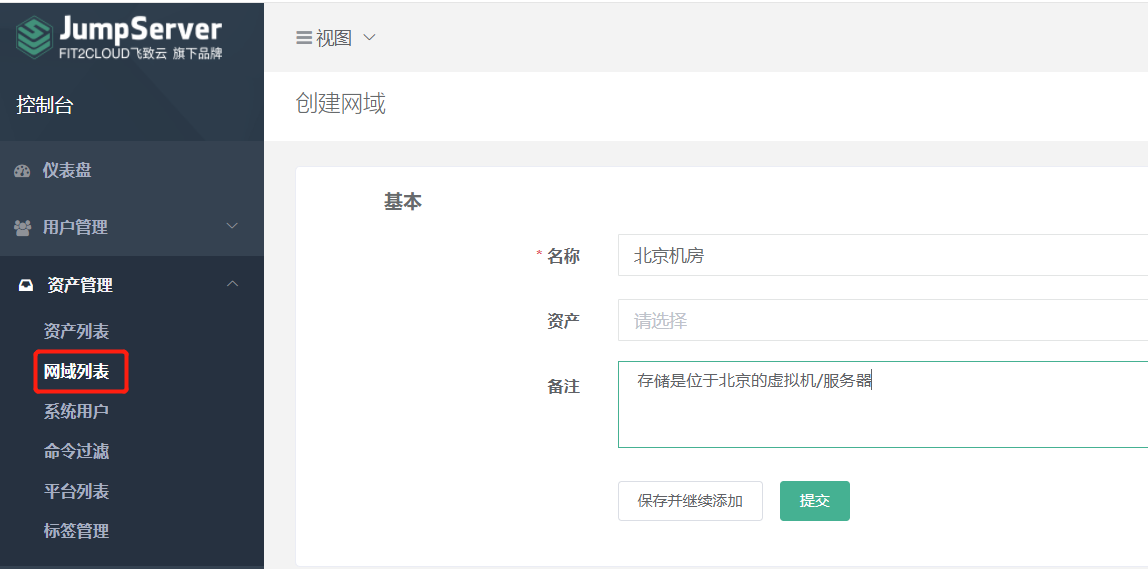 JumpServer
FIT2CLOUD飞致云 旗下品牌
控制台
仪表盘
用户管理
资产管理
资产列表
网域列表
系统用户
命令过滤
平台列表
标签管理
视图
创建网域
基本
* 名称 北京机房
资产 请选择
备注 存储是位于北京的虚拟机/服务器
保存并继续添加 提交